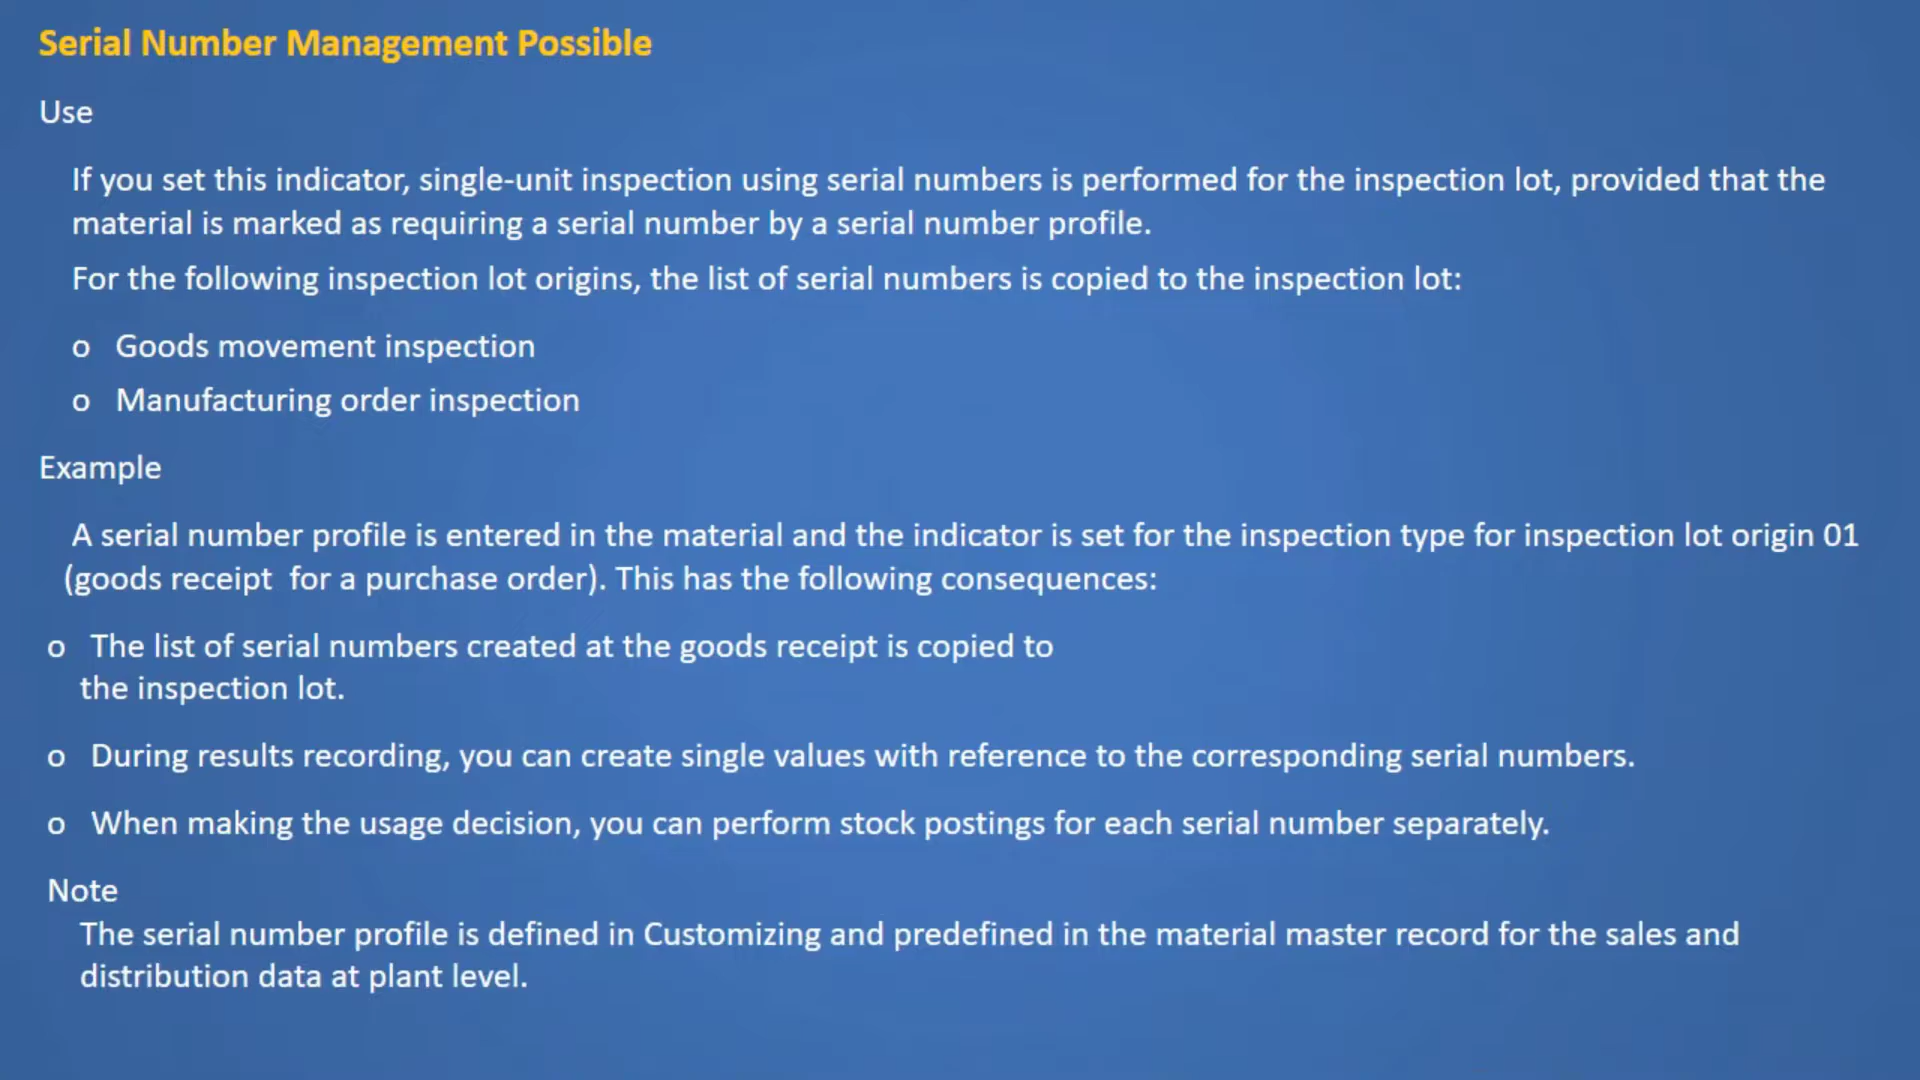 Serial Number Management Possible
Use
If you set this indicator, single-unit inspection using serial numbers is performed for the inspection lot, provided that the
material is marked as requiring a serial number by a serial number profile.
For the following inspection lot origins, the list of serial numbers is copied to the inspection lot:
o Goods movement inspection
o Manufacturing order inspection
Example
A serial number profile is entered in the material and the indicator is set for the inspection type for inspection lot origin 01
(goods receipt for a purchase order). This has the following consequences:
o The list of serial numbers created at the goods receipt is copied to
the inspection lot.
o During results recording, you can create single values with reference to the corresponding serial numbers.
o When making the usage decision, you can perform stock postings for each serial number separately.
Note
The serial number profile is defined in Customizing and predefined in the material master record for the sales and
distribution data at plant level.